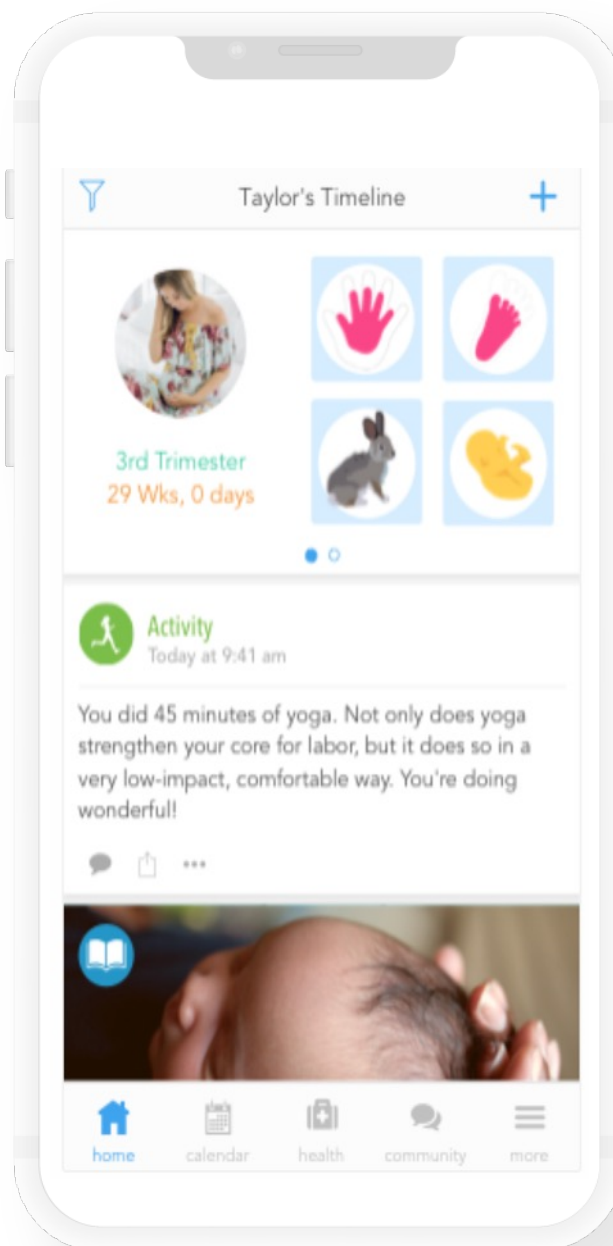 Taylor's Timeline
3rd Trimester
29 Wks, 0 days
Activity
Today at 9:41 am
You did 45 minutes of yoga. Not only does yoga
strengthen your core for labor, but it does so in a
very low-impact, comfortable way. You're doing
wonderful!
home calendar health community more